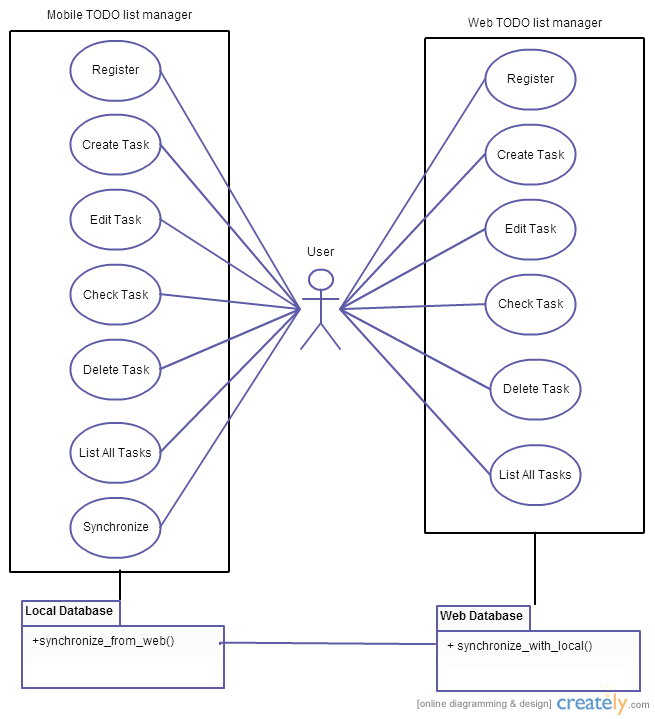 Mobile TODO list manager
Register
Create Task
Edit Task
Check Task
Delete Task
List All Tasks
Synchronize
User
Web TODO list manager
Register
Create Task
Edit Task
Check Task
Delete Task
List All Tasks
Local Database
+synchronize_from_web()
Web Database
+ synchronize_with_local()
[online diagramming & design] creately.com